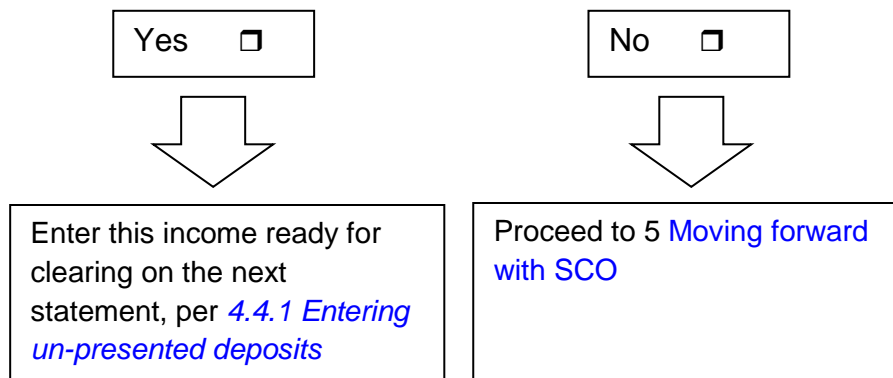 Yes ❒
No ❒
Enter this income ready for
clearing on the next
statement, per 4.4.1 Entering
un-presented deposits
Proceed to 5 Moving forward
with SCO